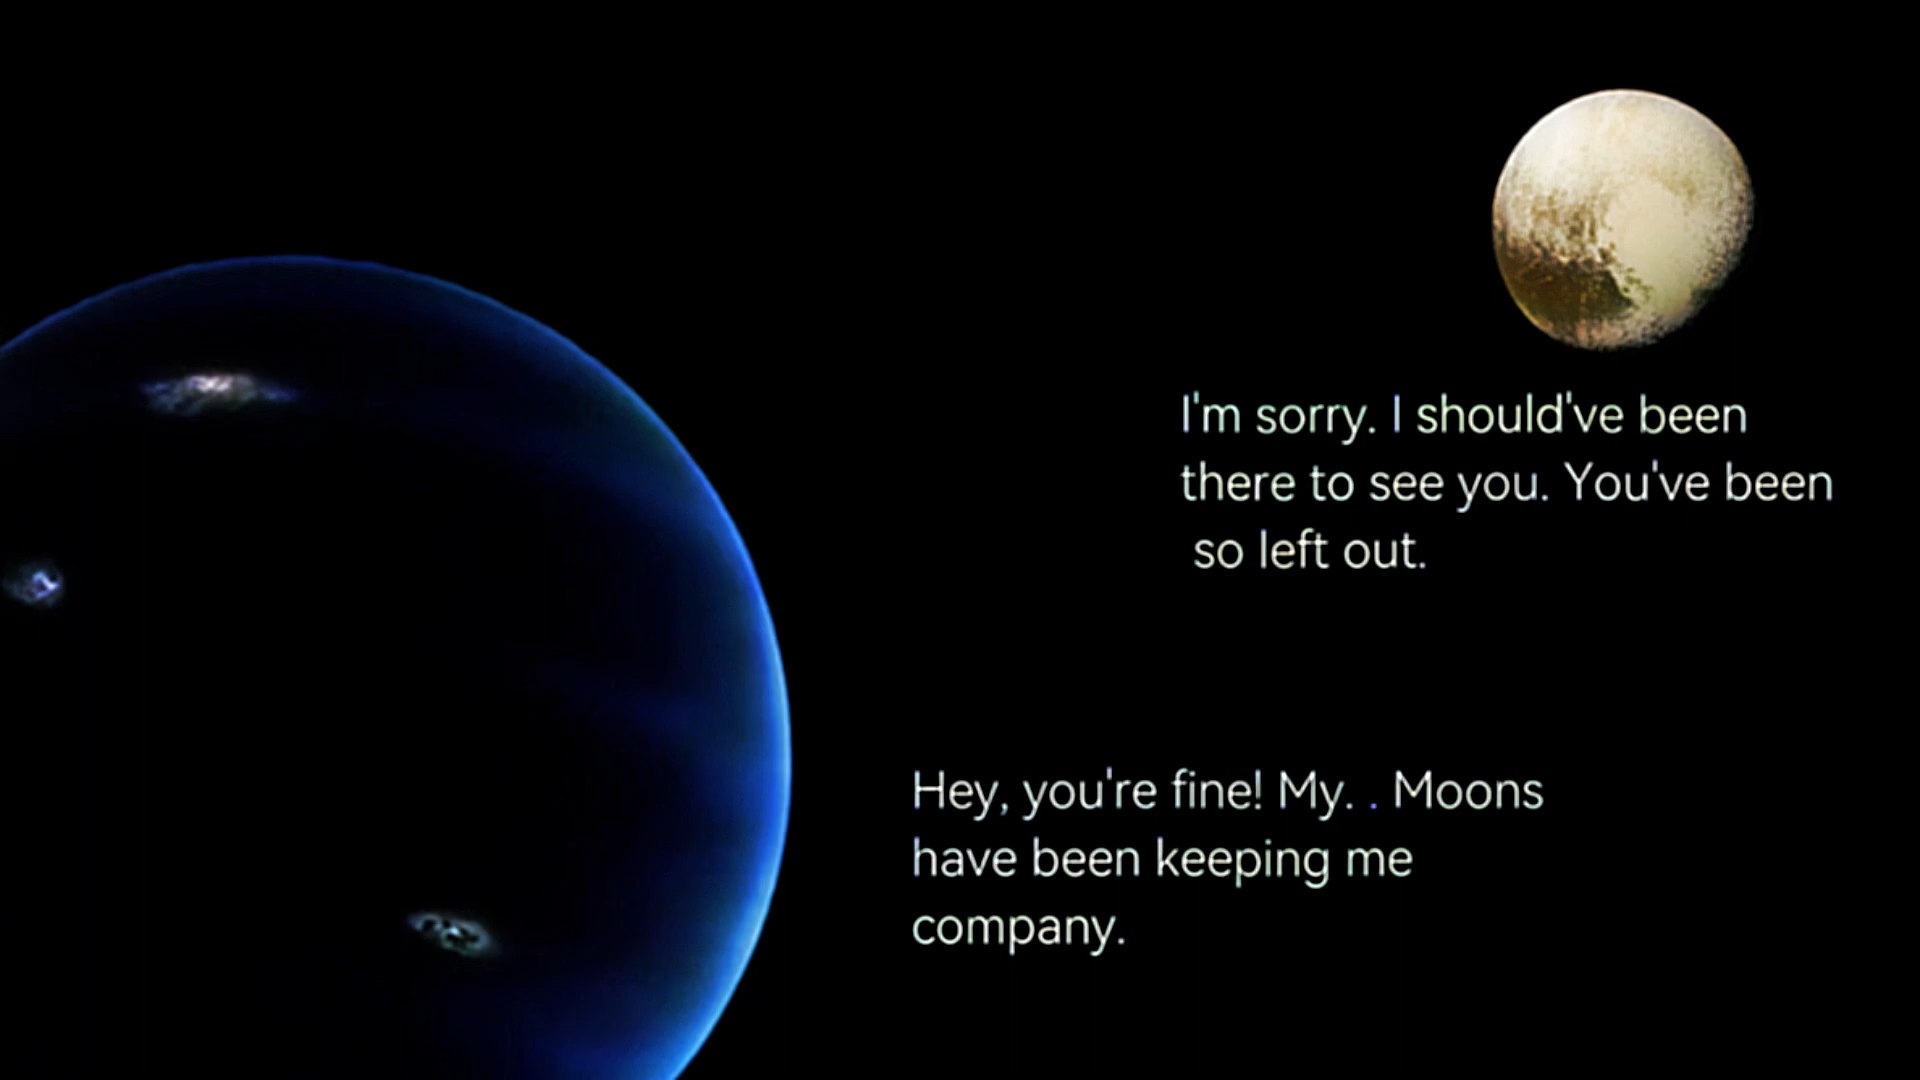 I'm sorry. I should've been
there to see you. You've been
so left out.
Hey, you're fine! My. . Moons
have been keeping me
company.